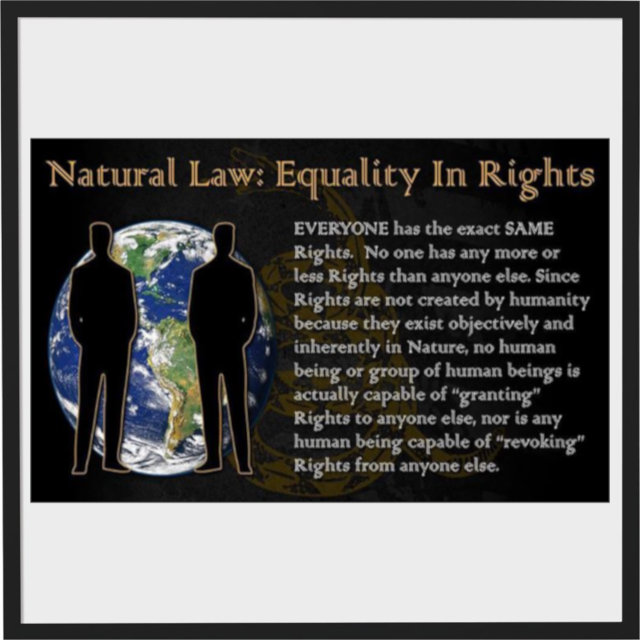 Natural Law: Equality In Rights
EVERYONE has the exact SAME
Rights. No one has any more or
less Rights than anyone else. Since
Rights are not created by humanity
because they exist objectively and
inherently in Nature, no human
being or group of human beings is
actually capable of “granting”
Rights to anyone else, nor is any
human being capable of “revoking”
Rights from anyone else.